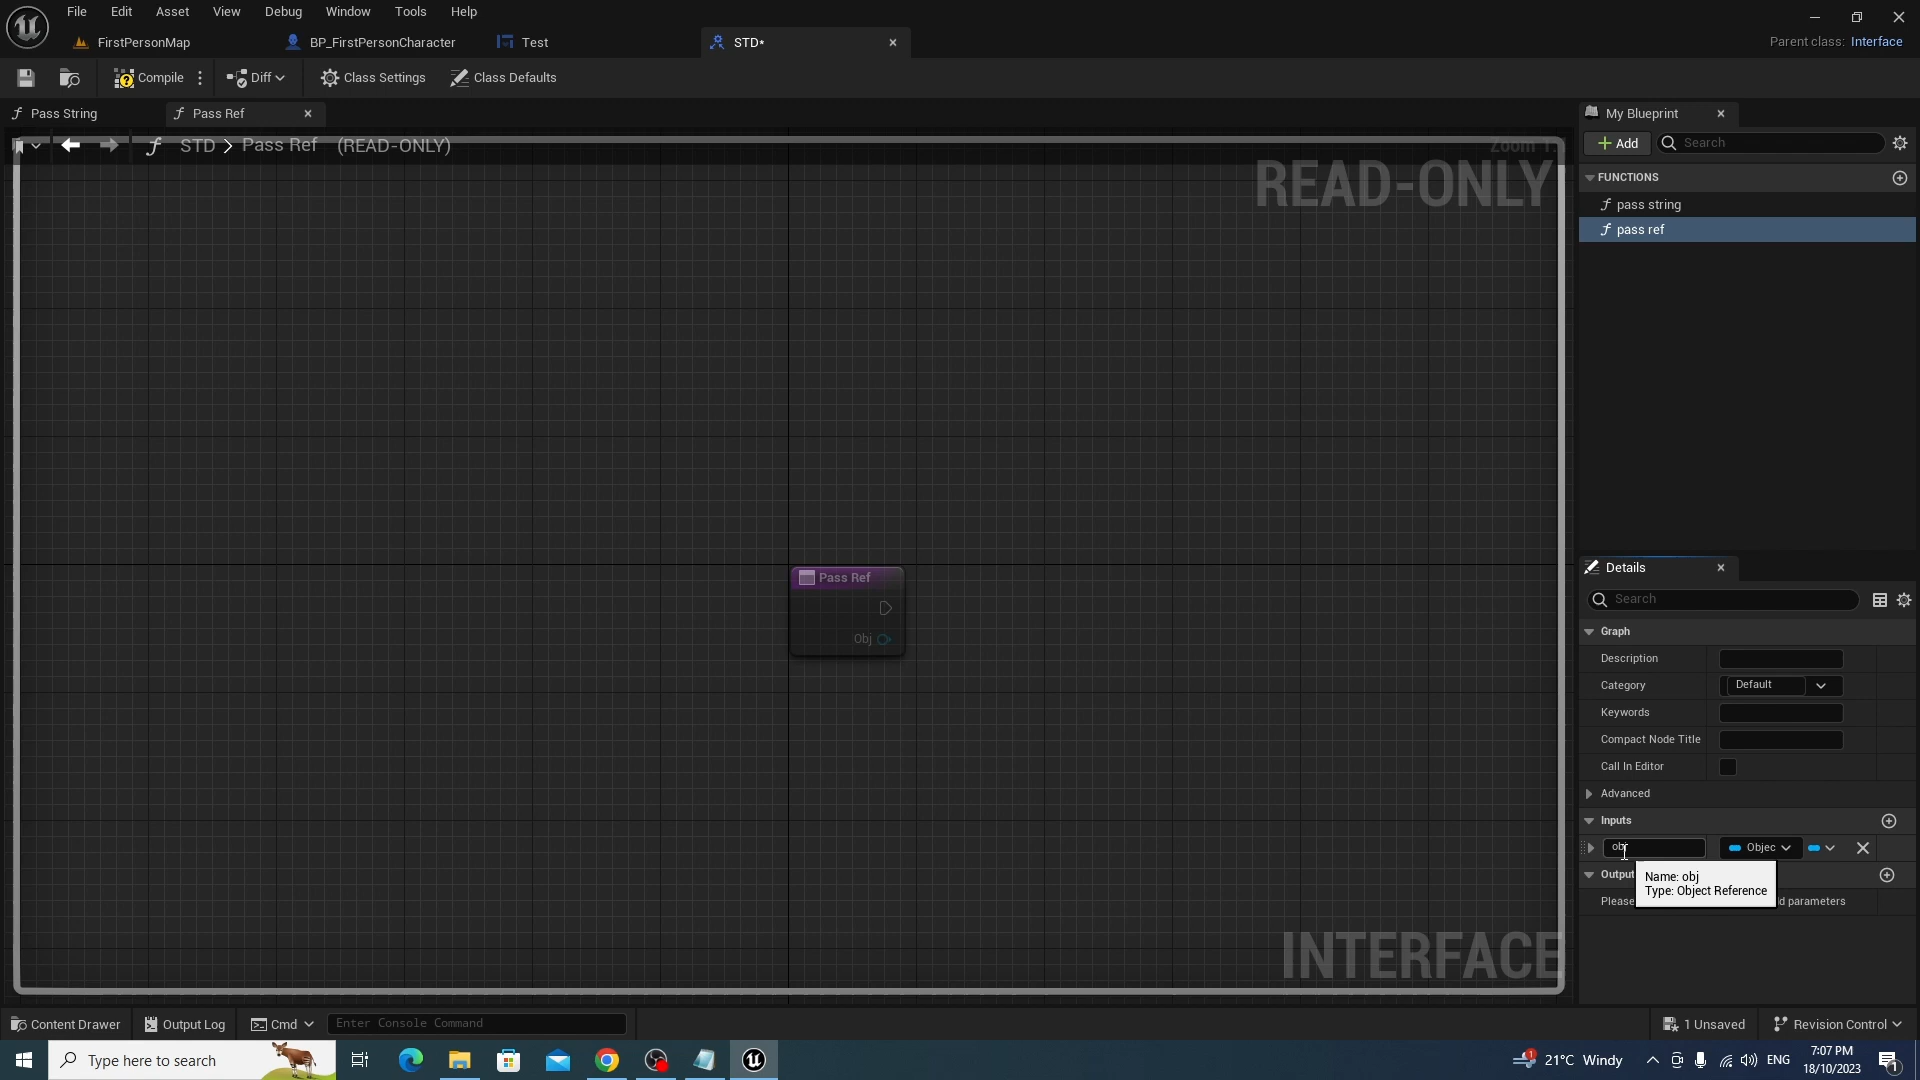 File Edit Asset View Debug Window Tools Help
FirstPersonMap BP_FirstPersonCharacter Test STD*
Parent class: Interface
Compile Diff Class Settings Class Defaults
Pass String Pass Ref
STD > Pass Ref (READ-ONLY)
Zoom
READ-ONLY
Pass Ref
Obj
INTERFACE
My Blueprint
Add Search
FUNCTIONS
pass string
pass ref
Details
Search
Graph
Description
Category Default
Keywords
Compact Node Title
Call In Editor
Advanced
Inputs
obj Objec
Output
Name: obj
Type: Object Reference
Please d parameters
Content Drawer Output Log Cmd Enter Console Command 1 Unsaved Revision Control
Type here to search
1 21°C Windy ENG 7:07 PM
18/10/2023 1